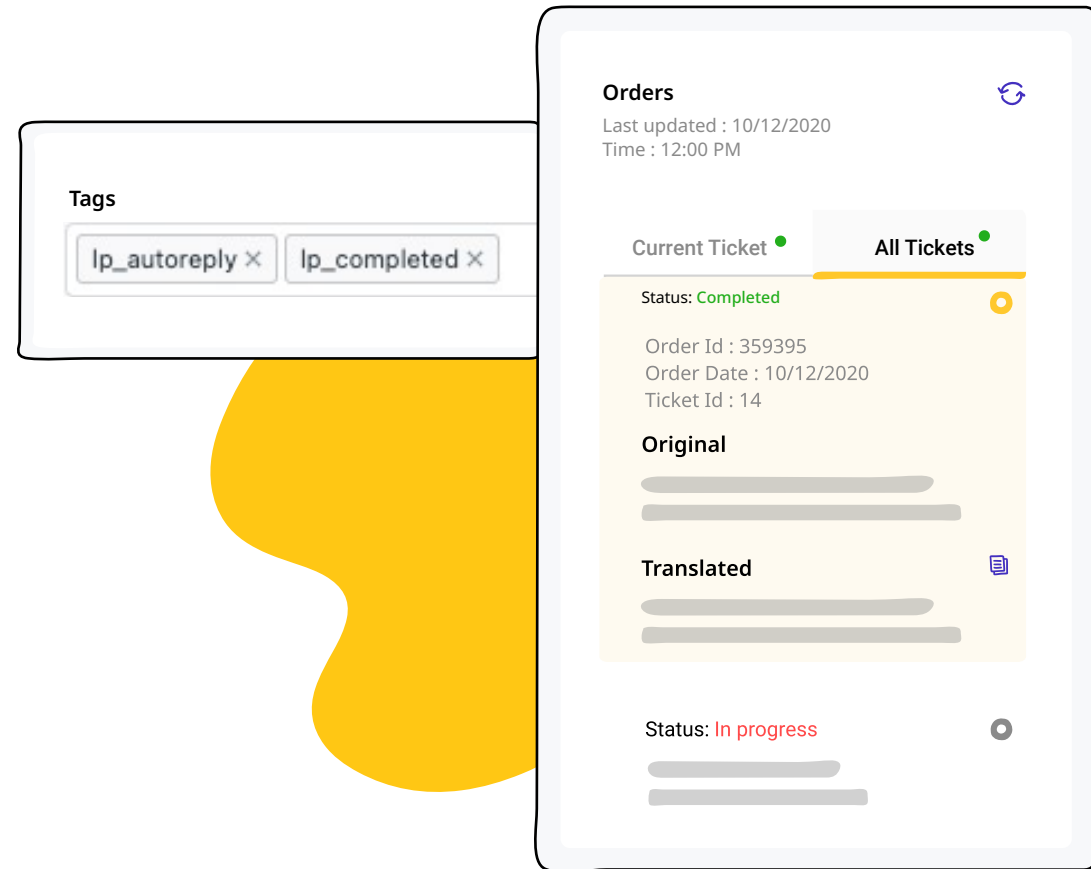 Tags
lp_autoreply ×
lp_completed ×
Orders
Last updated : 10/12/2020
Time : 12:00 PM
Current Ticket
All Tickets
Status: Completed
Order Id : 359395
Order Date : 10/12/2020
Ticket Id : 14
Original
Translated
Status: In progress